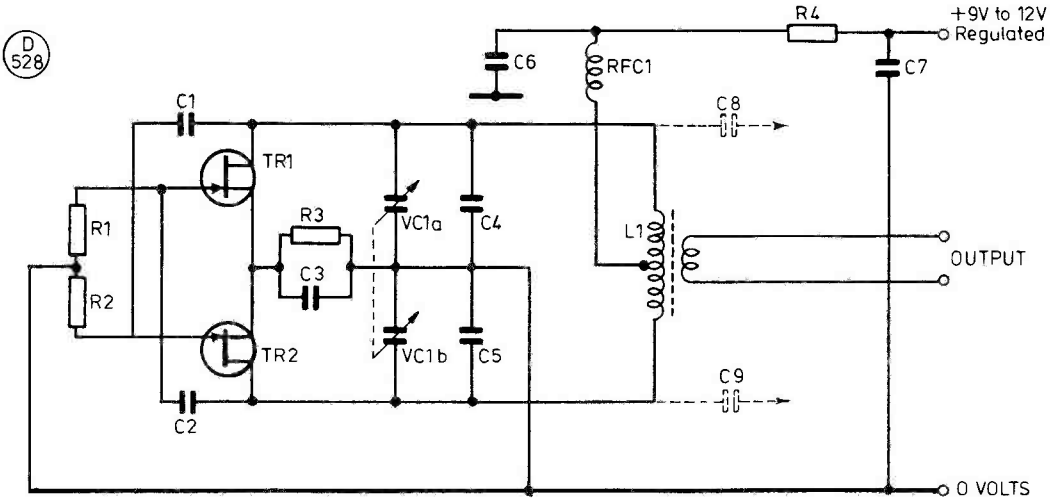 D
528
R4
+9V to 12V
Regulated
C6
RFC1
C7
C1
C8
TR1
R1
R3
VC1a
C4
L1
OUTPUT
C3
R2
TR2
VC1b
C5
C9
C2
0 VOLTS